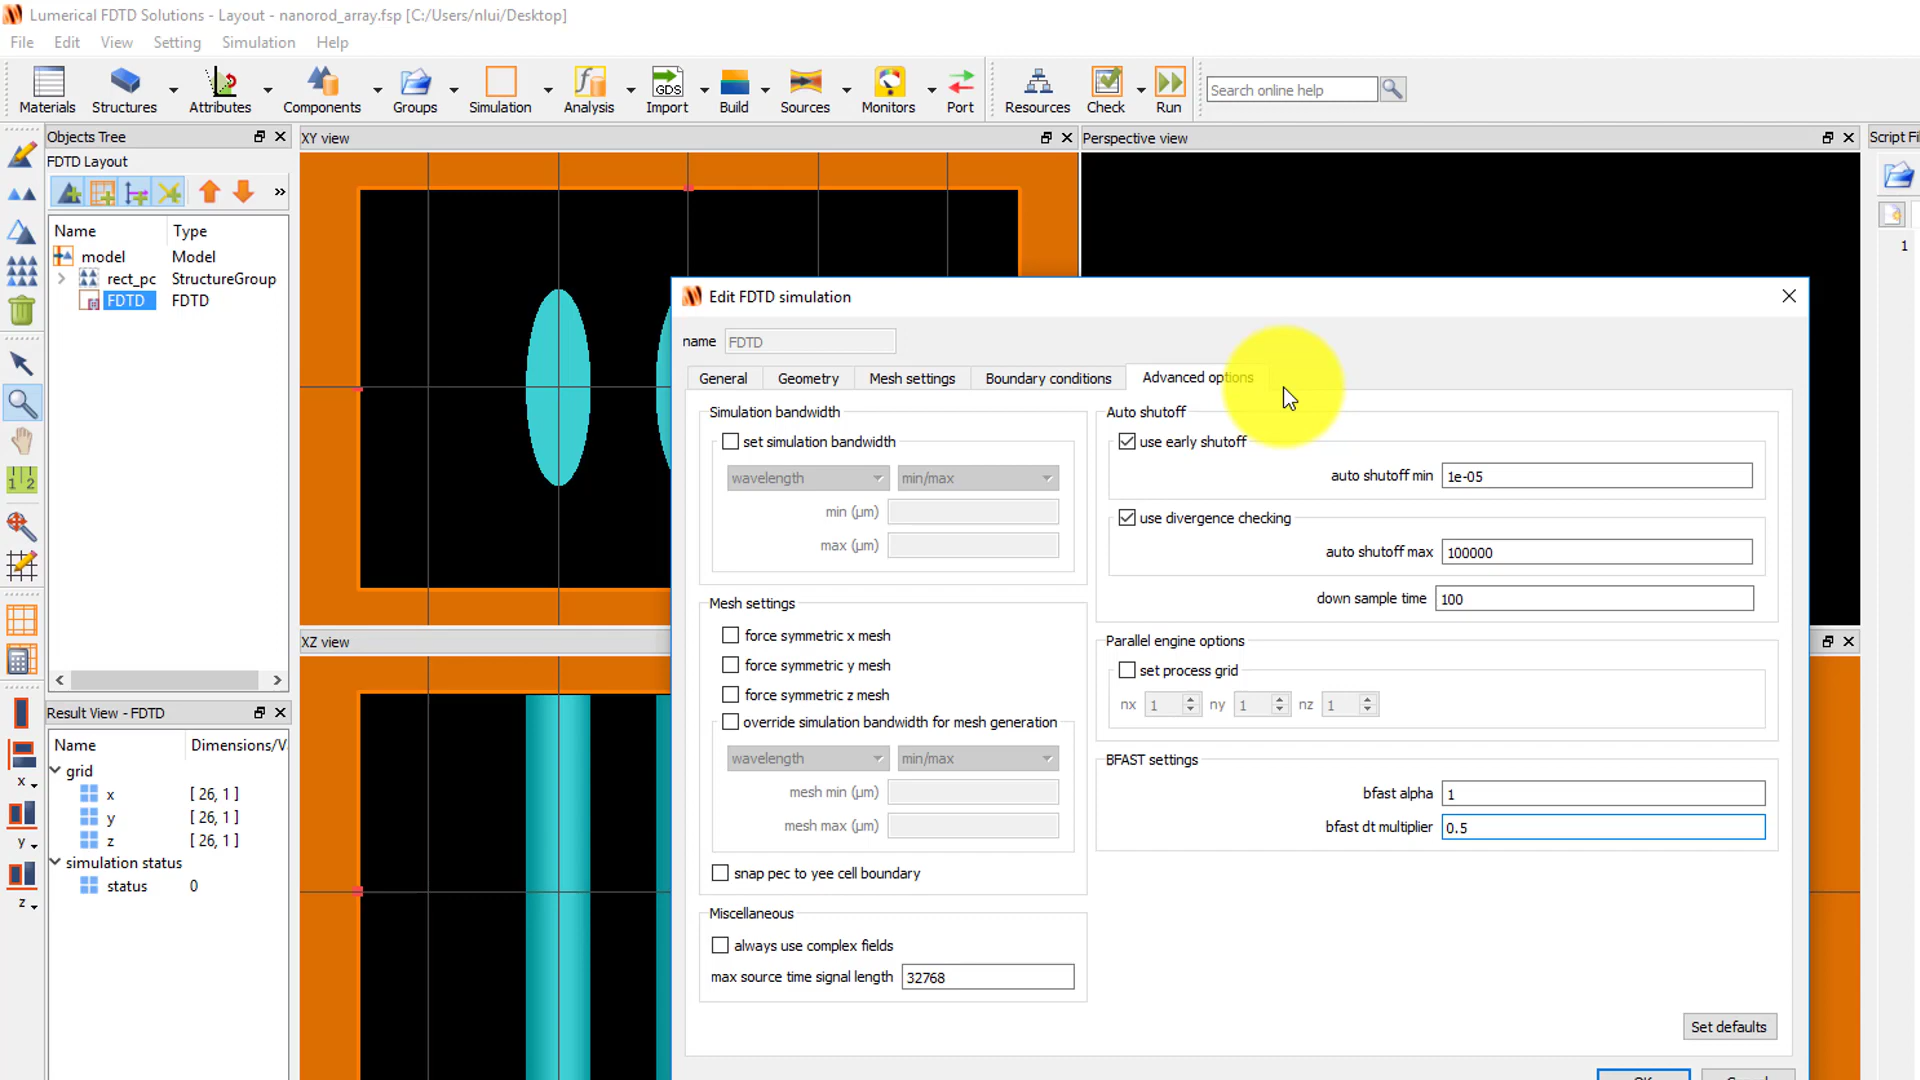 Lumerical FDTD Solutions - Layout - nanorod_array.fsp [C:/Users/nlui/Desktop]
File Edit View Setting Simulation Help
Materials Structures Attributes Components Groups Simulation Analysis GDS Import Build Sources Monitors Port Resources Check Run Search online help
Objects Tree
FDTD Layout
Name Type
model Model
rect_pc StructureGroup
FDTD FDTD
Result View - FDTD
Name Dimensions/V
grid
x [ 26, 1 ]
y [ 26, 1 ]
z [ 26, 1 ]
simulation status
status 0
1 2
x
y
z
XY view
Perspective view
Script Fi
1
XZ view
Edit FDTD simulation
name FDTD
General Geometry Mesh settings Boundary conditions Advanced options
Simulation bandwidth
set simulation bandwidth
wavelength min/max
min (µm)
max (µm)
Mesh settings
force symmetric x mesh
force symmetric y mesh
force symmetric z mesh
override simulation bandwidth for mesh generation
wavelength min/max
mesh min (µm)
mesh max (µm)
snap pec to yee cell boundary
Miscellaneous
always use complex fields
max source time signal length 32768
Auto shutoff
use early shutoff
auto shutoff min 1e-05
use divergence checking
auto shutoff max 100000
down sample time 100
Parallel engine options
set process grid
nx 1 ny 1 nz 1
BFAST settings
bfast alpha 1
bfast dt multiplier 0.5
Set defaults